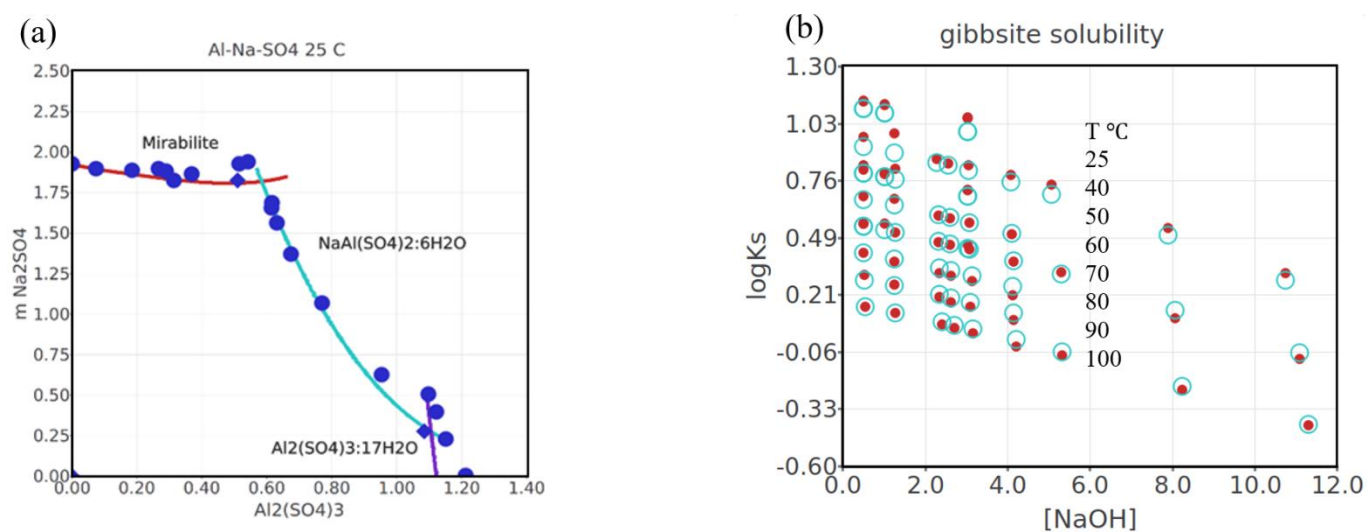 (a)
Al-Na-SO4 25 C
2.50
2.25
2.00
1.75
1.50
1.25
1.00
0.75
0.50
0.25
0.00
m Na2SO4
Mirabilite
NaAl(SO4)2:6H2O
Al2(SO4)3:17H2O
0.00 0.20 0.40 0.60 0.80 1.00 1.20 1.40
Al2(SO4)3
(b)
gibbsite solubility
1.30
1.03
0.76
0.49
0.21
-0.06
-0.33
-0.60
logKs
T °C
25
40
50
60
70
80
90
100
0.0 2.0 4.0 6.0 8.0 10.0 12.0
[NaOH]